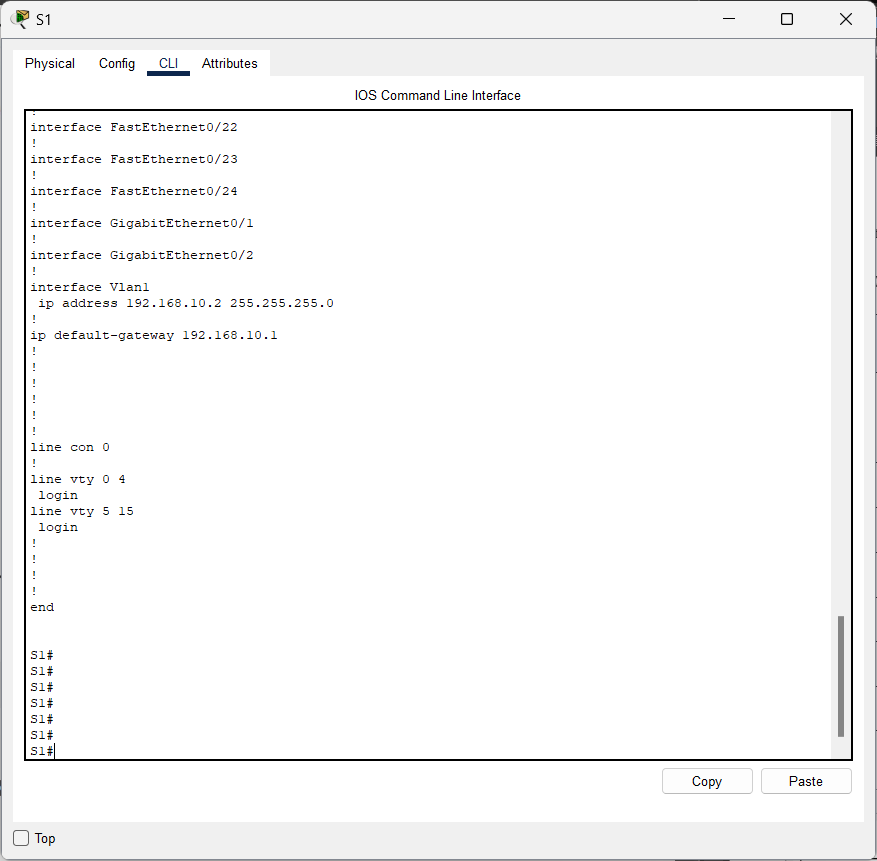 S1
Physical Config CLI Attributes
IOS Command Line Interface
!
interface FastEthernet0/22
!
interface FastEthernet0/23
!
interface FastEthernet0/24
!
interface GigabitEthernet0/1
!
interface GigabitEthernet0/2
!
interface Vlan1
 ip address 192.168.10.2 255.255.255.0
!
ip default-gateway 192.168.10.1
!
!
!
!
!
!
line con 0
!
line vty 0 4
 login
line vty 5 15
 login
!
!
!
!
end
S1#
S1#
S1#
S1#
S1#
S1#
S1#
Copy Paste
Top